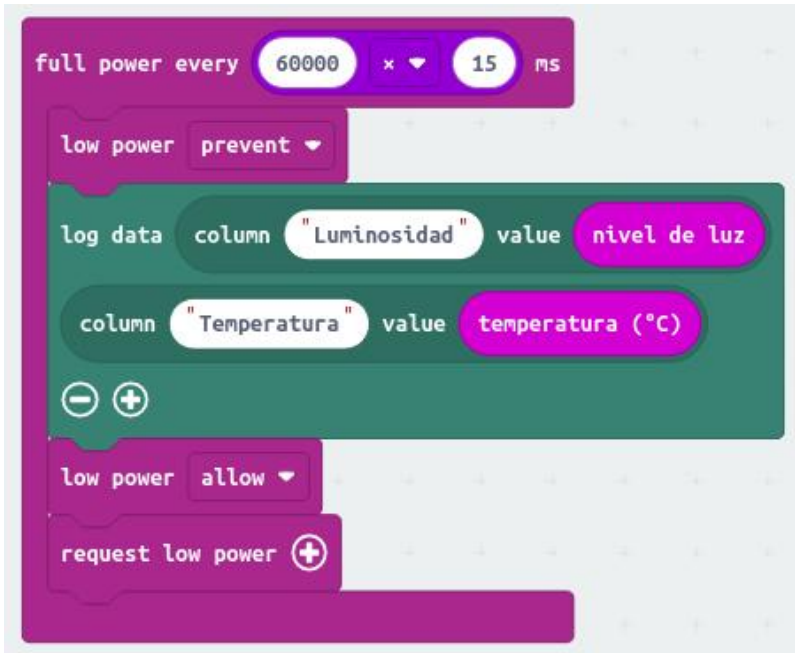 full power every 60000 × 15 ms
low power prevent
log data column "Luminosidad" value nivel de luz
column "Temperatura" value temperatura (°C)
low power allow
request low power